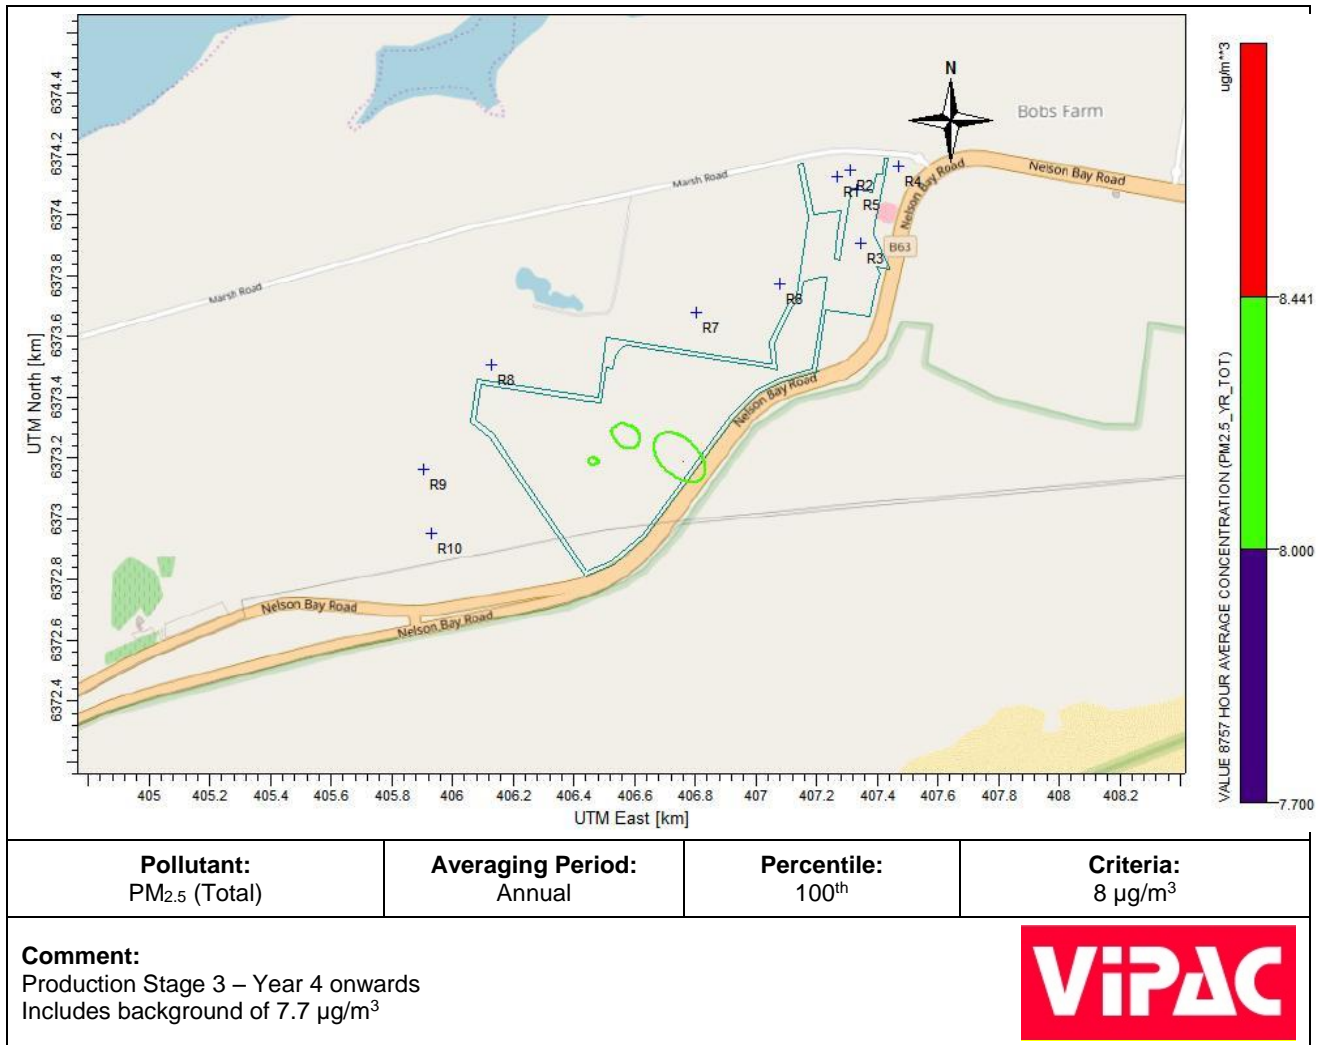 N
Bobs Farm
Marsh Road
Nelson Bay Road
Nelson Bay Road
B63
Marsh Road
Nelson Bay Road
Nelson Bay Road
Nelson Bay Road
R1
R2
R4
R5
R3
R6
R7
R8
R9
R10
UTM North [km]
6374.4
6374.2
6374
6373.8
6373.6
6373.4
6373.2
6373
6372.8
6372.6
6372.4
405
405.2
405.4
405.6
405.8
406
406.2
406.4
406.6
406.8
407
407.2
407.4
407.6
407.8
408
408.2
UTM East [km]
ug/m**3
VALUE 8757 HOUR AVERAGE CONCENTRATION (PM2.5_YR_TOT)
8.441
8.000
7.700
Pollutant:
PM2.5 (Total)
Averaging Period:
Annual
Percentile:
100th
Criteria:
8 µg/m3
Comment:
Production Stage 3 – Year 4 onwards
Includes background of 7.7 µg/m3
ViPAC